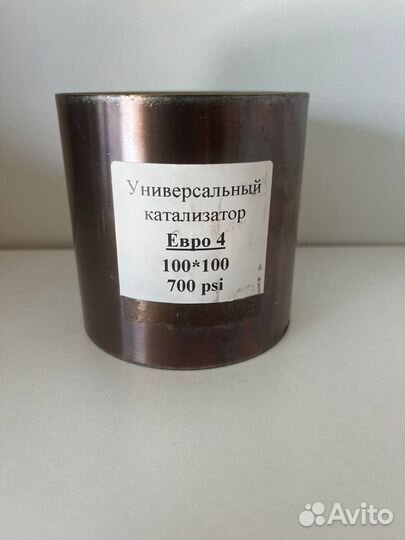 Универсальный
катализатор
Евро 4
100*100
700 psi
Avito